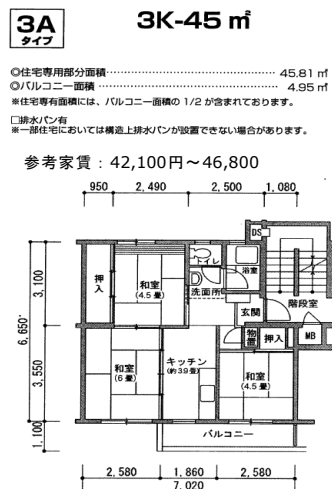 3A
タイプ
3K-45㎡
◎住宅専用部分面積 45.81㎡
◎バルコニー面積 4.95㎡
※住宅専有面積には、バルコニー面積の1/2が含まれております。
□排水パン有
※一部住宅においては構造上排水パンが設置できない場合があります。
参考家賃：42,100円～46,800
950 2,490 2,500 1,080
DS
トイレ
浴室
押入
和室
(4.5畳)
洗面所
階段室
玄関
3,100
6,650
物置
押入
MB
和室
(6畳)
キッチン
(約3.9畳)
和室
(4.5畳)
3,550
1,100
バルコニー
2,580 1,860 2,580
7,020